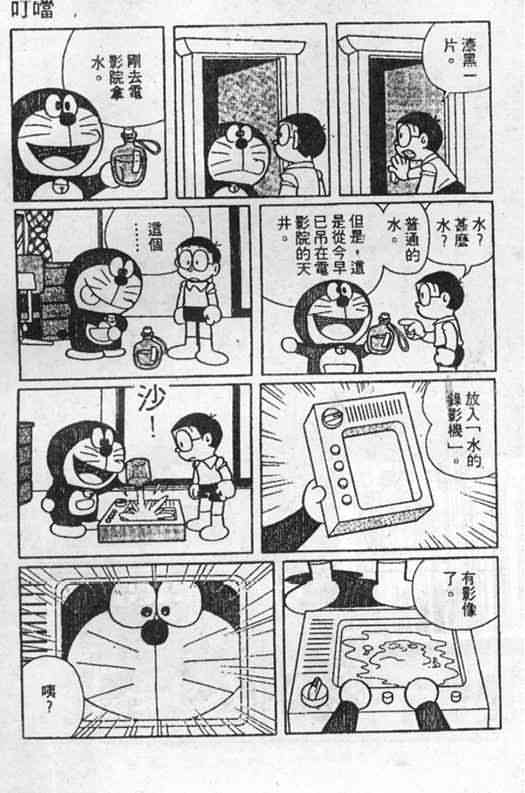 叮噹
漆黑一
片。
剛去電
影院拿
水。
水?
甚麼
水?
普通的
水。
但是，這
是從今早
已吊在電
影院的天
井。
這個
……
放入「水的
錄影機」。
沙!
有影像
了。
咦?